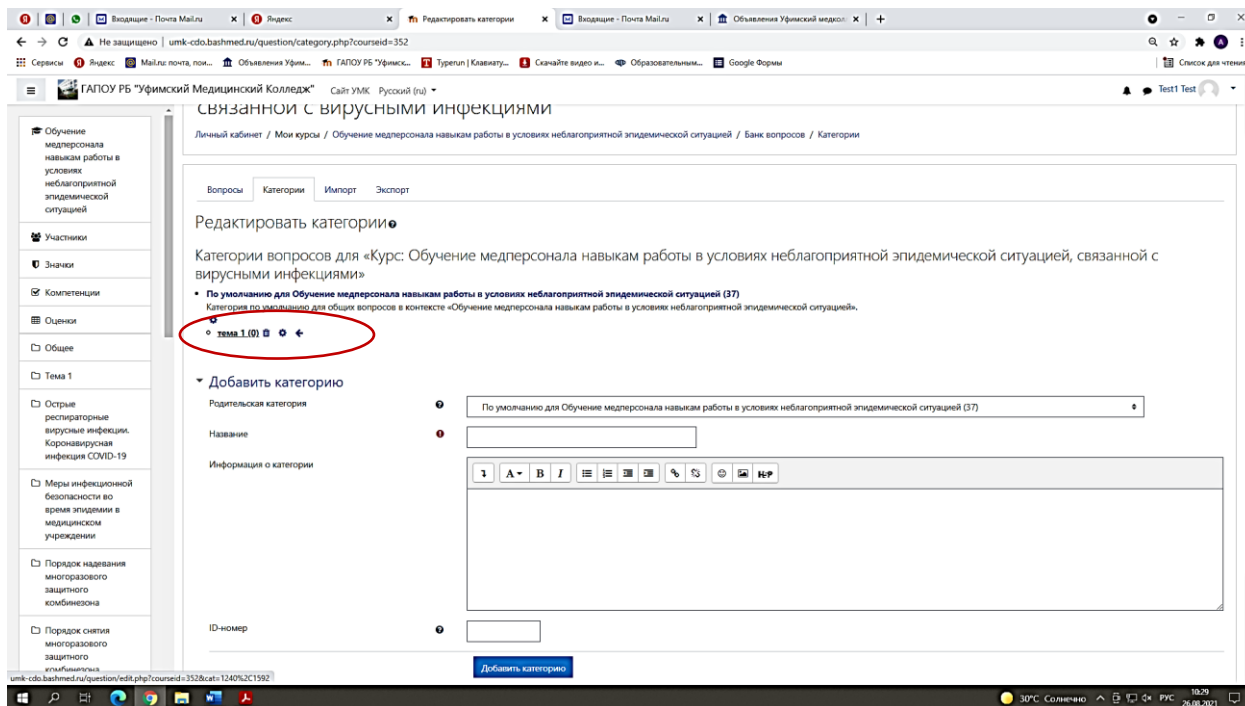 Входящие - Почта Mail.ru
Яндекс
Редактировать категории
Входящие - Почта Mail.ru
Объявления Уфимский медкол
Не защищено | umk-cdo.bashmed.ru/question/category.php?courseid=352
Сервисы Яндекс Mail.ru: почта, пои... Объявления Уфим... ГАПОУ РБ "Уфимск... Typerun | Клавиату... Скачайте видео и... Образовательным... Google Формы Список для чтения
ГАПОУ РБ "Уфимский Медицинский Колледж" Сайт УМК Русский (ru) Test1 Test
связанной с вирусными инфекциями
Личный кабинет / Мои курсы / Обучение медперсонала навыкам работы в условиях неблагоприятной эпидемической ситуацией / Банк вопросов / Категории
Обучение
медперсонала
навыкам работы в
условиях
неблагоприятной
эпидемической
ситуацией
Участники
Значки
Компетенции
Оценки
Общее
Тема 1
Острые
респираторные
вирусные инфекции.
Коронавирусная
инфекция COVID-19
Меры инфекционной
безопасности во
время эпидемии в
медицинском
учреждении
Порядок надевания
многоразового
защитного
комбинезона
Порядок снятия
многоразового
защитного
комбинезона
Вопросы Категории Импорт Экспорт
Редактировать категории
Категории вопросов для «Курс: Обучение медперсонала навыкам работы в условиях неблагоприятной эпидемической ситуацией, связанной с
вирусными инфекциями»
По умолчанию для Обучение медперсонала навыкам работы в условиях неблагоприятной эпидемической ситуацией (37)
Категория по умолчанию для общих вопросов в контексте «Обучение медперсонала навыкам работы в условиях неблагоприятной эпидемической ситуацией».
тема 1 (0)
Добавить категорию
Родительская категория
По умолчанию для Обучение медперсонала навыкам работы в условиях неблагоприятной эпидемической ситуацией (37)
Название
Информация о категории
A B I H-P
ID-номер
Добавить категорию
umk-cdo.bashmed.ru/question/edit.php?courseid=352&cat=1240%2C1592
30°C Солнечно РУС 10:29
26.08.2021